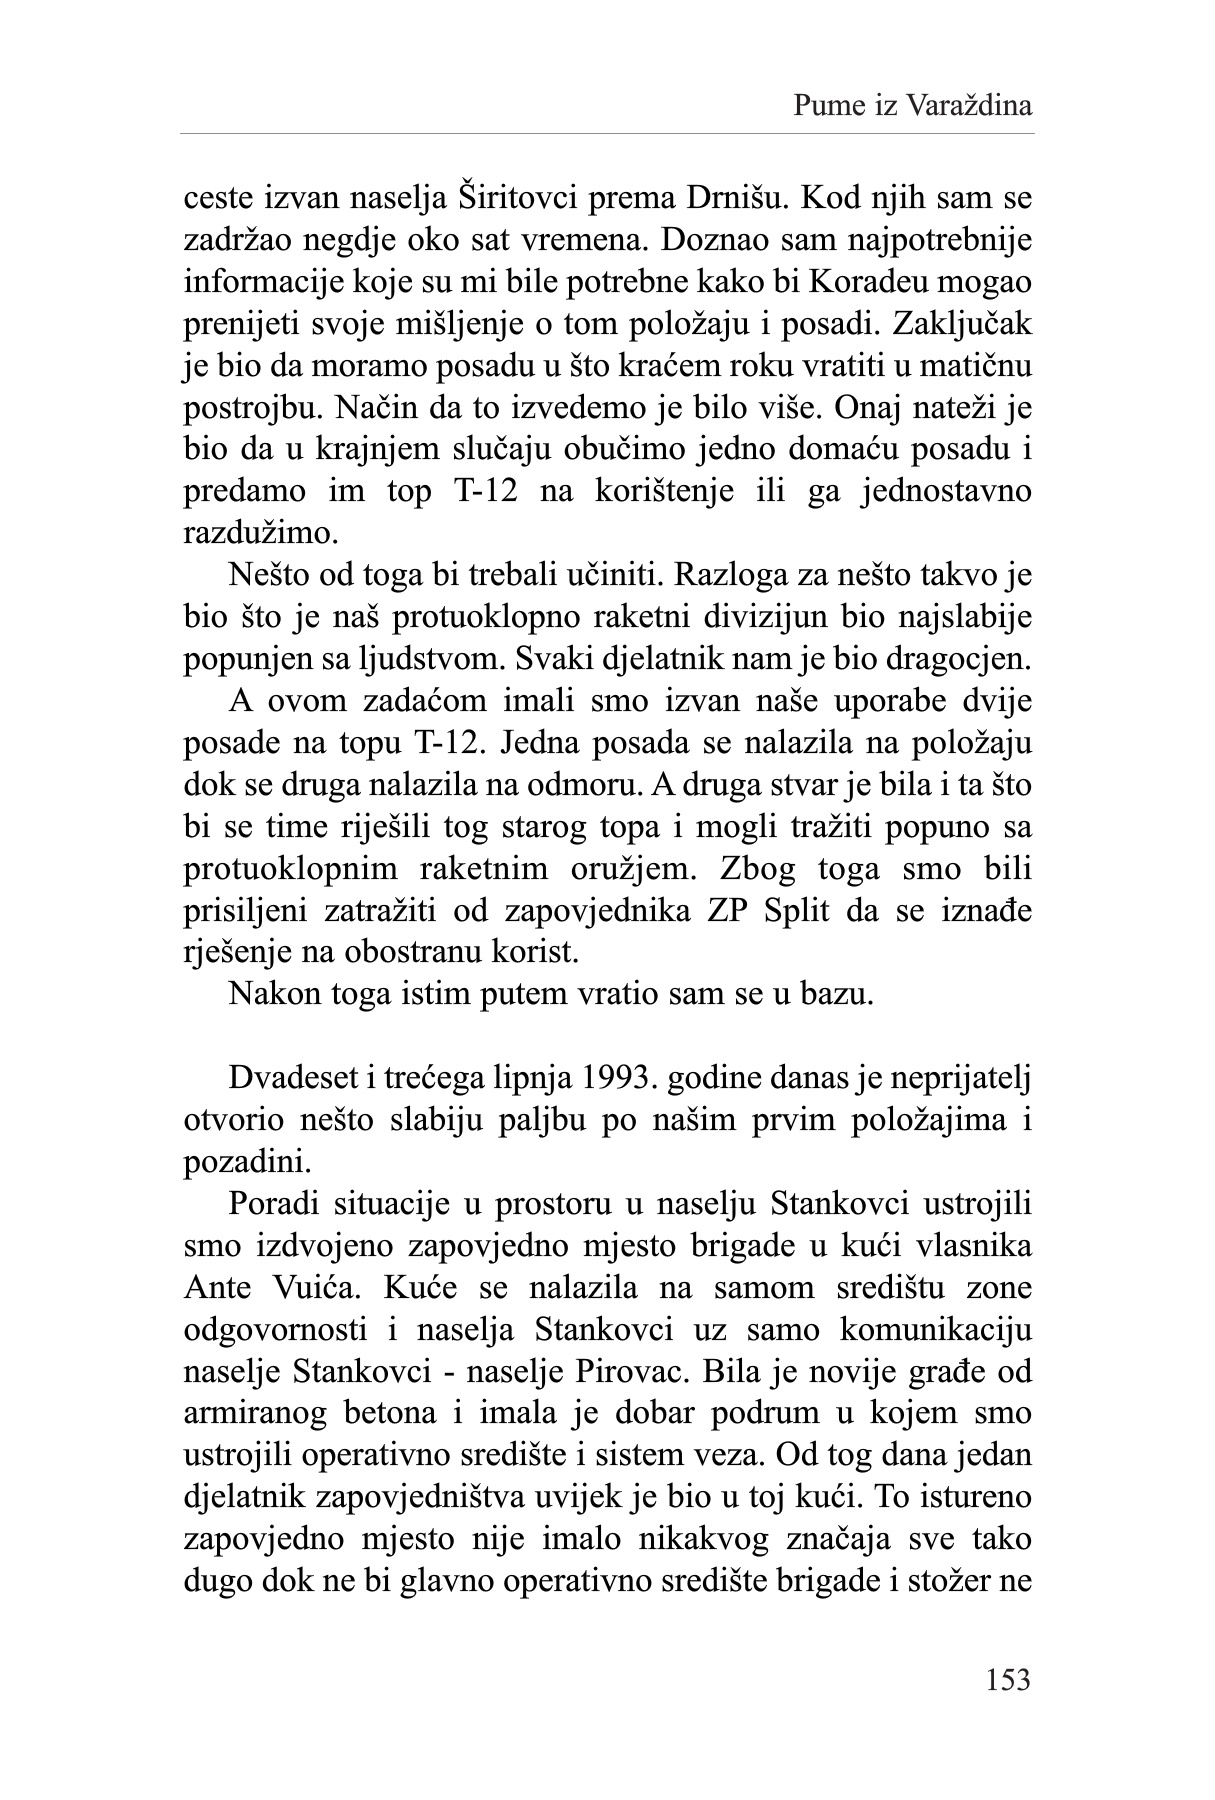 Pume iz Varaždina
ceste izvan naselja Širitovci prema Drnišu. Kod njih sam se
zadržao negdje oko sat vremena. Doznao sam najpotrebnije
informacije koje su mi bile potrebne kako bi Koradeu mogao
prenijeti svoje mišljenje o tom položaju i posadi. Zaključak
je bio da moramo posadu u što kraćem roku vratiti u matičnu
postrojbu. Način da to izvedemo je bilo više. Onaj nateži je
bio da u krajnjem slučaju obučimo jedno domaću posadu i
predamo im top T-12 na korištenje ili ga jednostavno
razdužimo.
Nešto od toga bi trebali učiniti. Razloga za nešto takvo je
bio što je naš protuoklopno raketni divizijun bio najslabije
popunjen sa ljudstvom. Svaki djelatnik nam je bio dragocjen.
A ovom zadaćom imali smo izvan naše uporabe dvije
posade na topu T-12. Jedna posada se nalazila na položaju
dok se druga nalazila na odmoru. A druga stvar je bila i ta što
bi se time riješili tog starog topa i mogli tražiti popuno sa
protuoklopnim raketnim oružjem. Zbog toga smo bili
prisiljeni zatražiti od zapovjednika ZP Split da se iznađe
rješenje na obostranu korist.
Nakon toga istim putem vratio sam se u bazu.
Dvadeset i trećega lipnja 1993. godine danas je neprijatelj
otvorio nešto slabiju paljbu po našim prvim položajima i
pozadini.
Poradi situacije u prostoru u naselju Stankovci ustrojili
smo izdvojeno zapovjedno mjesto brigade u kući vlasnika
Ante Vuića. Kuće se nalazila na samom središtu zone
odgovornosti i naselja Stankovci uz samo komunikaciju
naselje Stankovci - naselje Pirovac. Bila je novije građe od
armiranog betona i imala je dobar podrum u kojem smo
ustrojili operativno središte i sistem veza. Od tog dana jedan
djelatnik zapovjedništva uvijek je bio u toj kući. To istureno
zapovjedno mjesto nije imalo nikakvog značaja sve tako
dugo dok ne bi glavno operativno središte brigade i stožer ne
153